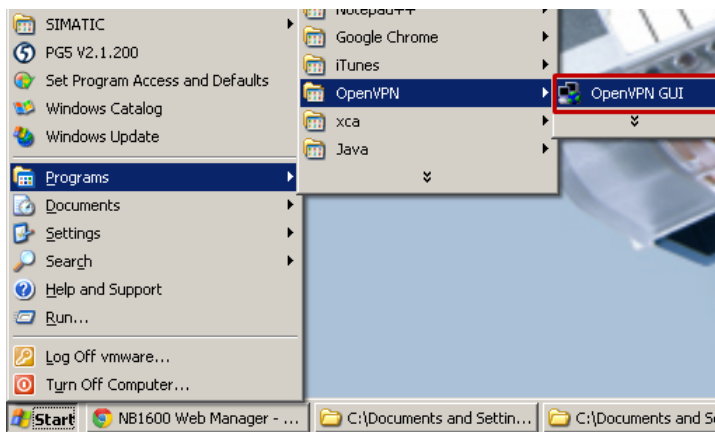 SIMATIC
PG5 V2.1.200
Set Program Access and Defaults
Windows Catalog
Windows Update
Programs
Documents
Settings
Search
Help and Support
Run...
Log Off vmware...
Turn Off Computer...
Notepad++
Google Chrome
iTunes
OpenVPN
xca
Java
OpenVPN GUI
Start
NB1600 Web Manager - ...
C:\Documents and Settin...
C:\Documents and Se